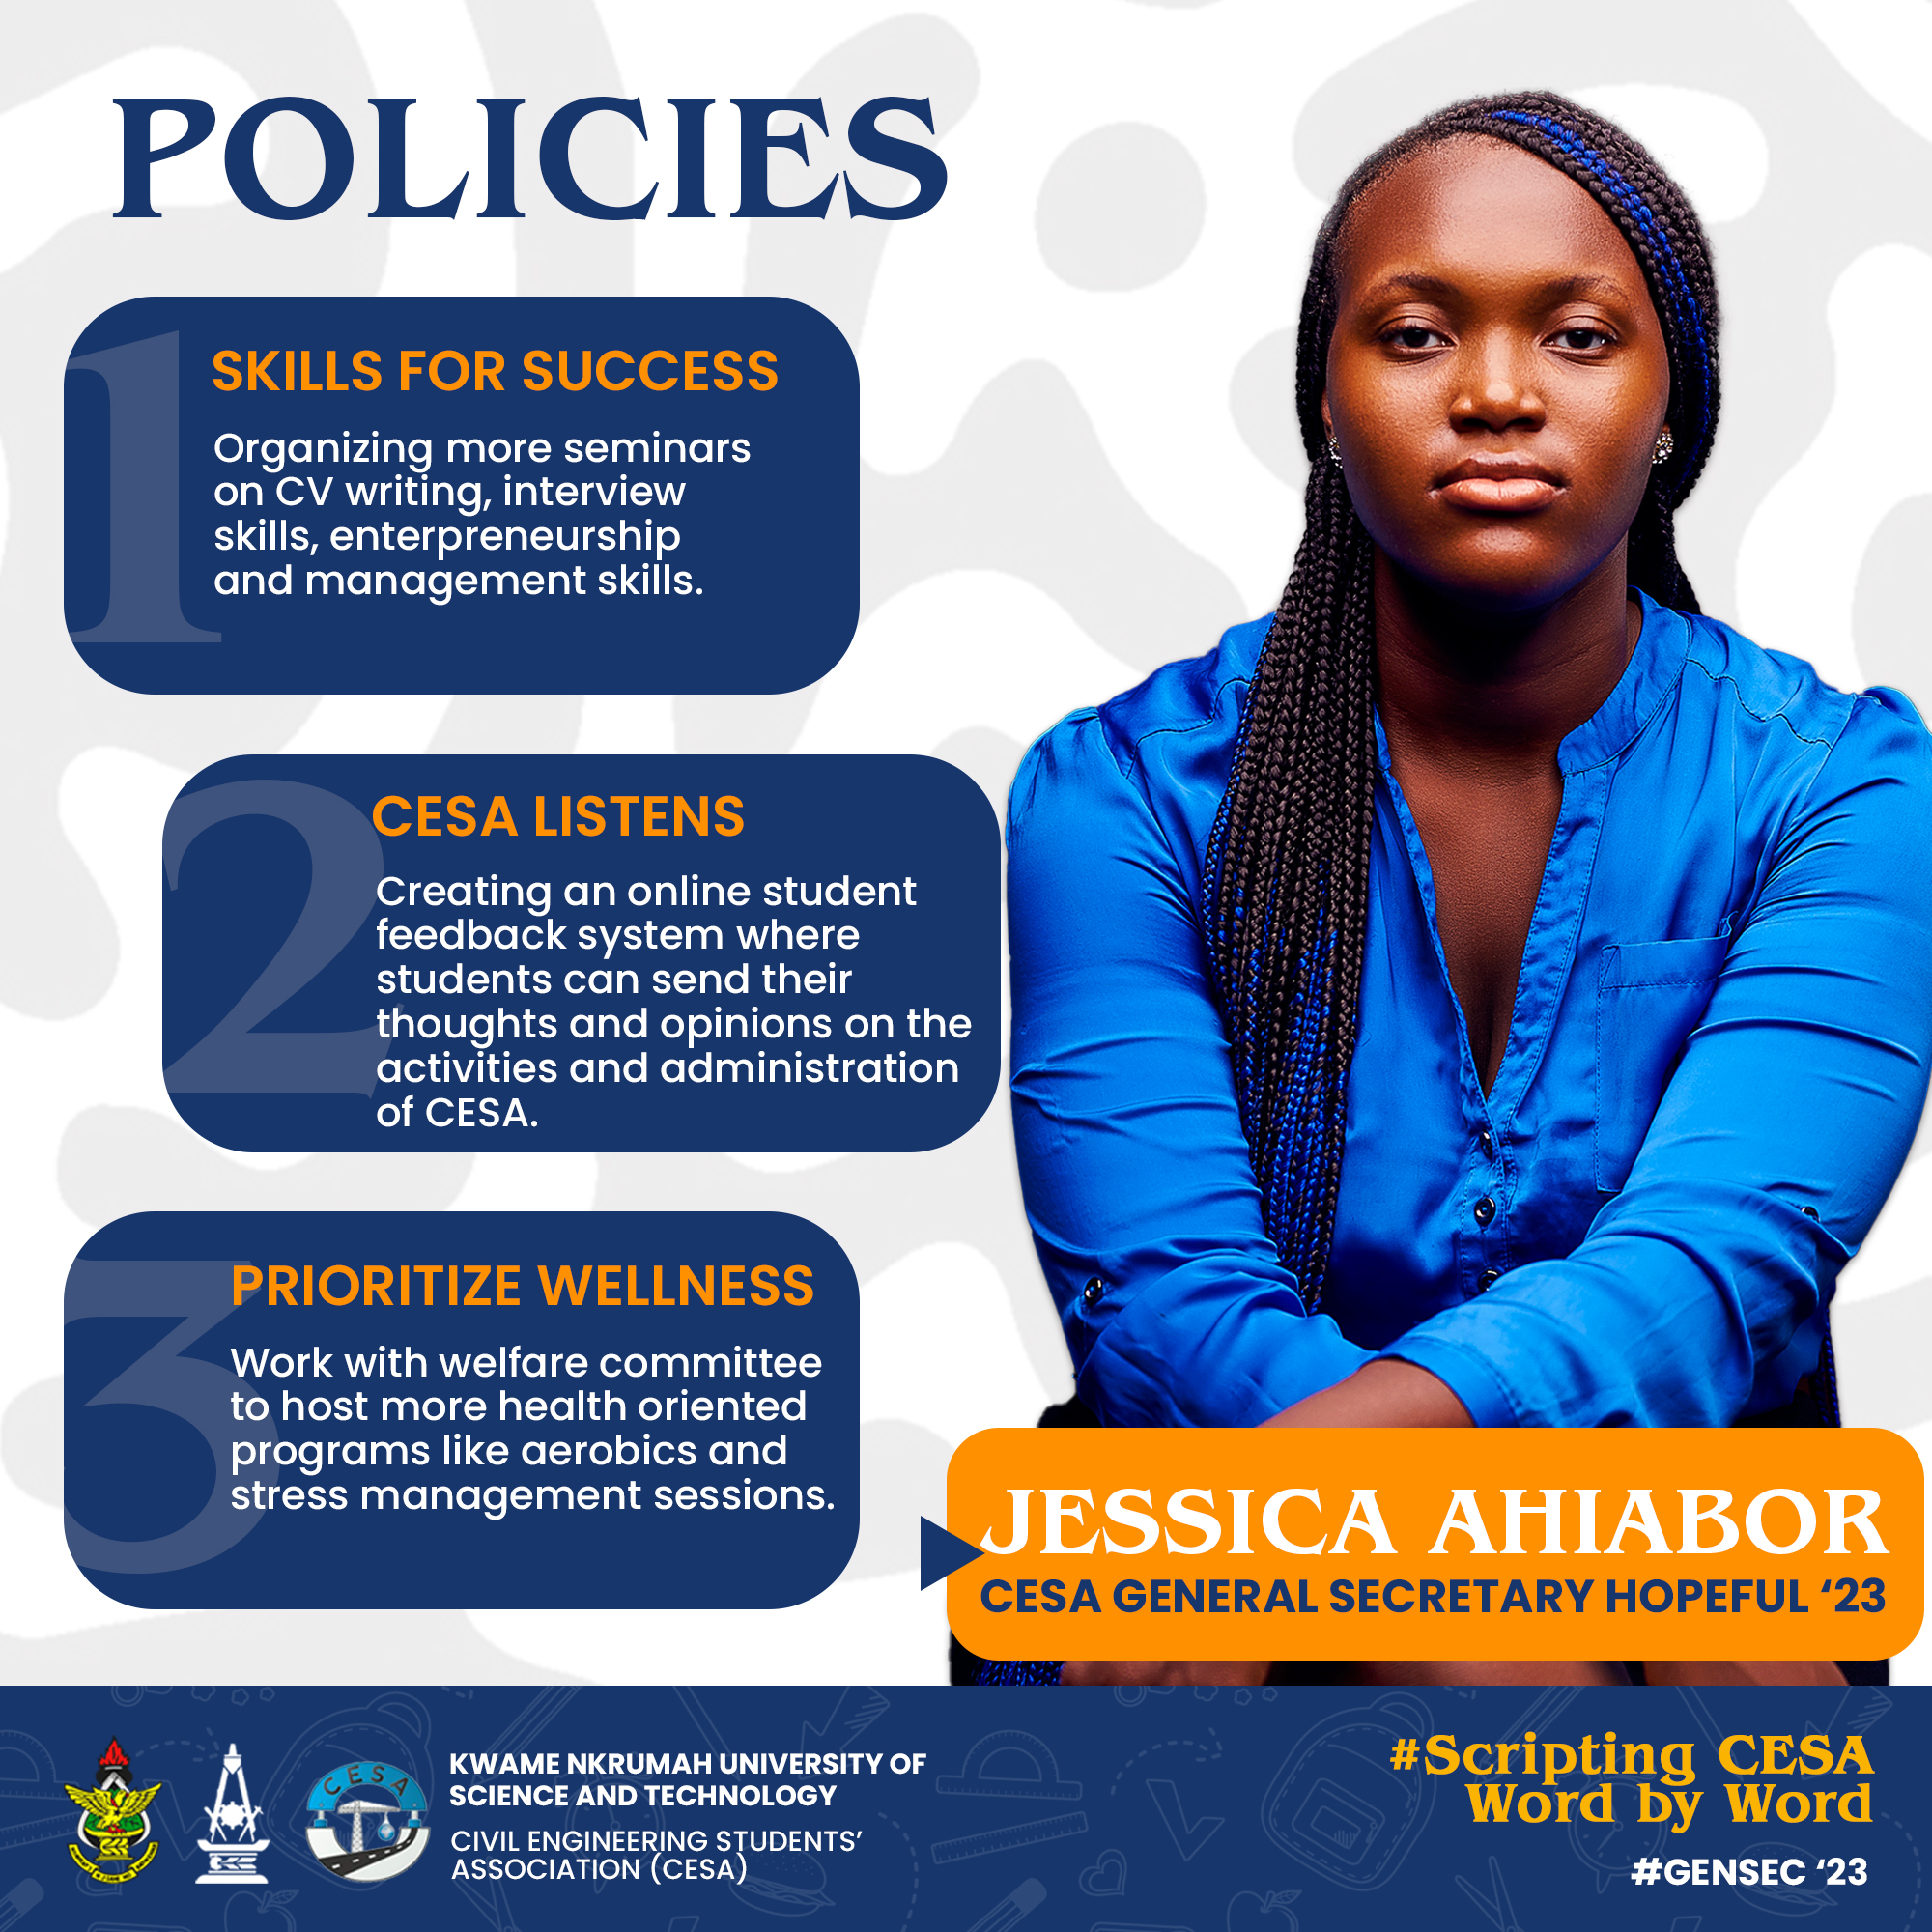 POLICIES
1
SKILLS FOR SUCCESS
Organizing more seminars
on CV writing, interview
skills, enterpreneurship
and management skills.
2
CESA LISTENS
Creating an online student
feedback system where
students can send their
thoughts and opinions on the
activities and administration
of CESA.
3
PRIORITIZE WELLNESS
Work with welfare committee
to host more health oriented
programs like aerobics and
stress management sessions.
JESSICA AHIABOR
CESA GENERAL SECRETARY HOPEFUL ‘23
CESA
KWAME NKRUMAH UNIVERSITY OF
SCIENCE AND TECHNOLOGY
CIVIL ENGINEERING STUDENTS’
ASSOCIATION (CESA)
#Scripting CESA
Word by Word
#GENSEC ‘23